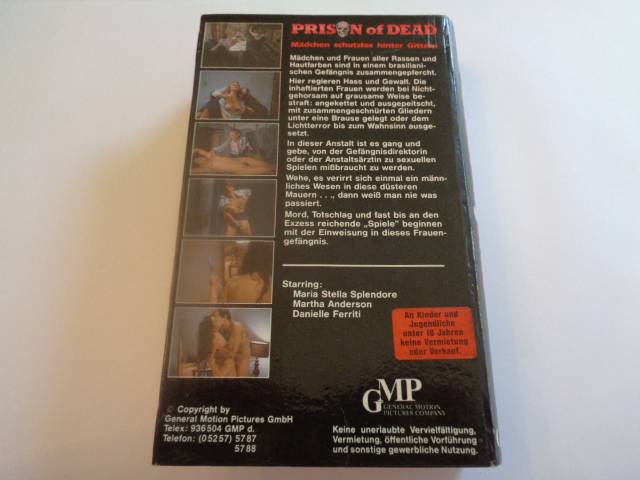 PRISON of DEAD
Mädchen schutzlos hinter Gittern
Mädchen und Frauen aller Rassen und
Hautfarben sind in einem brasiliani-
schen Gefängnis zusammengepfercht.
Hier regieren Hass und Gewalt. Die
inhaftierten Frauen werden bei Nicht-
gehorsam auf grausame Weise be-
straft: angekettet und ausgepeitscht,
mit zusammengeschnürten Gliedern
unter eine Brause gelegt oder dem
Lichtterror bis zum Wahnsinn ausge-
setzt.
In dieser Anstalt ist es gang und
gebe, von der Gefängnisdirektorin
oder der Anstaltsärztin zu sexuellen
Spielen mißbraucht zu werden.
Wehe, es verirrt sich einmal ein männ-
liches Wesen in diese düsteren
Mauern . . ., dann weiß man nie was
passiert.
Mord, Totschlag und fast bis an den
Exzess reichende „Spiele" beginnen
mit der Einweisung in dieses Frauen-
gefängnis.
Starring:
Maria Stella Splendore
Martha Anderson
Danielle Ferriti
An Kinder und
Jugendliche
unter 18 Jahren
keine Vermietung
oder Verkauf.
GMP
GENERAL MOTION
PICTURES COMPANY
© Copyright by
General Motion Pictures GmbH
Telex: 936504 GMP d.
Telefon: (05257) 5787
5788
Keine unerlaubte Vervielfältigung,
Vermietung, öffentliche Vorführung
und sonstige gewerbliche Nutzung.